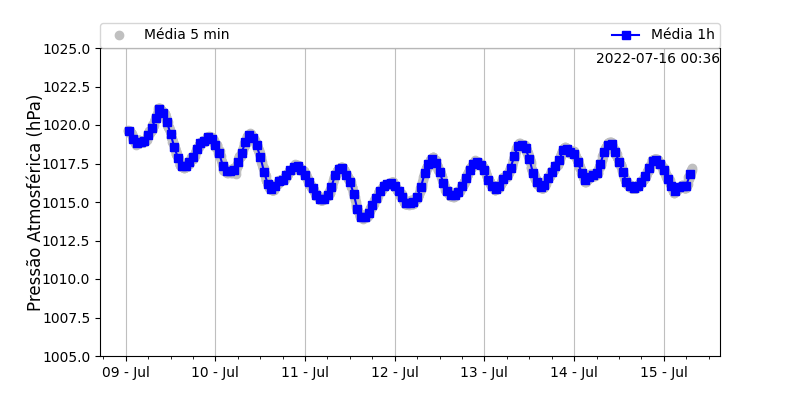 Média 5 min
Média 1h
2022-07-16 00:36
Pressão Atmosférica (hPa)
1025.0
1022.5
1020.0
1017.5
1015.0
1012.5
1010.0
1007.5
1005.0
09 - Jul
10 - Jul
11 - Jul
12 - Jul
13 - Jul
14 - Jul
15 - Jul